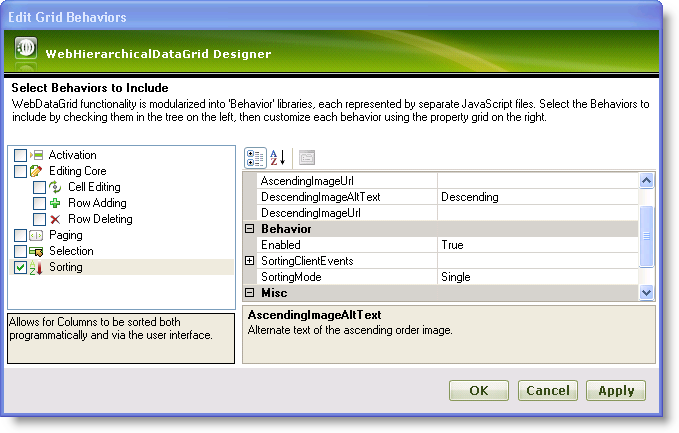 Edit Grid Behaviors
WebHierarchicalDataGrid Designer
Select Behaviors to Include
WebDataGrid functionality is modularized into 'Behavior' libraries, each represented by separate JavaScript files. Select the Behaviors to
include by checking them in the tree on the left, then customize each behavior using the property grid on the right.
Activation
Editing Core
Cell Editing
Row Adding
Row Deleting
Paging
Selection
Sorting
Allows for Columns to be sorted both
programmatically and via the user interface.
AscendingImageUrl
DescendingImageAltText Descending
DescendingImageUrl
Behavior
Enabled True
SortingClientEvents
SortingMode Single
Misc
AscendingImageAltText
Alternate text of the ascending order image.
OK Cancel Apply